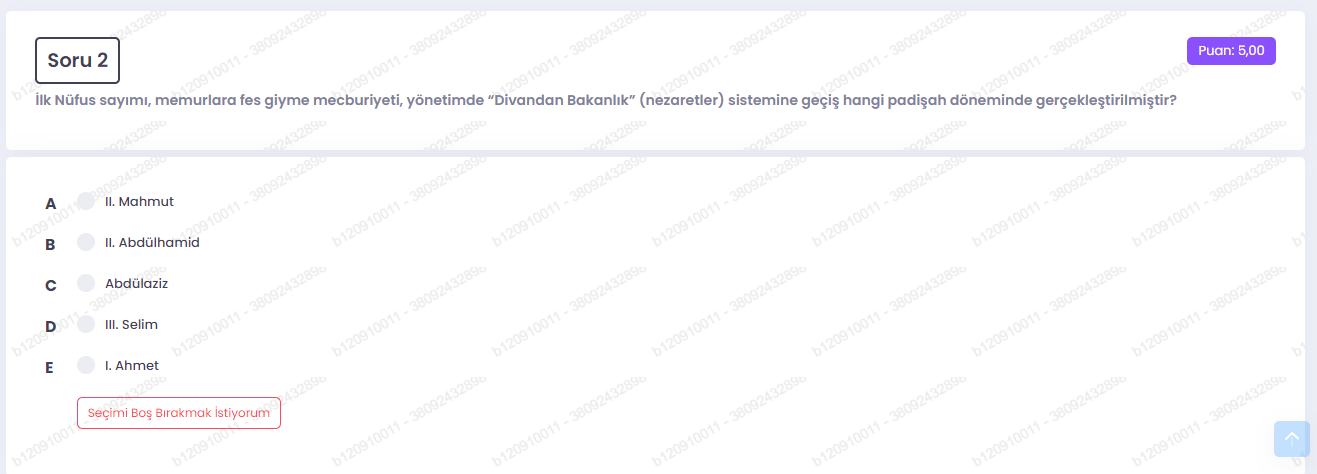 Soru 2
Puan: 5,00
İlk Nüfus sayımı, memurlara fes giyme mecburiyeti, yönetimde “Divandan Bakanlık” (nezaretler) sistemine geçiş hangi padişah döneminde gerçekleştirilmiştir?
A II. Mahmut
B II. Abdülhamid
C Abdülaziz
D III. Selim
E I. Ahmet
Seçimi Boş Bırakmak İstiyorum
b120910011 - 38092432898